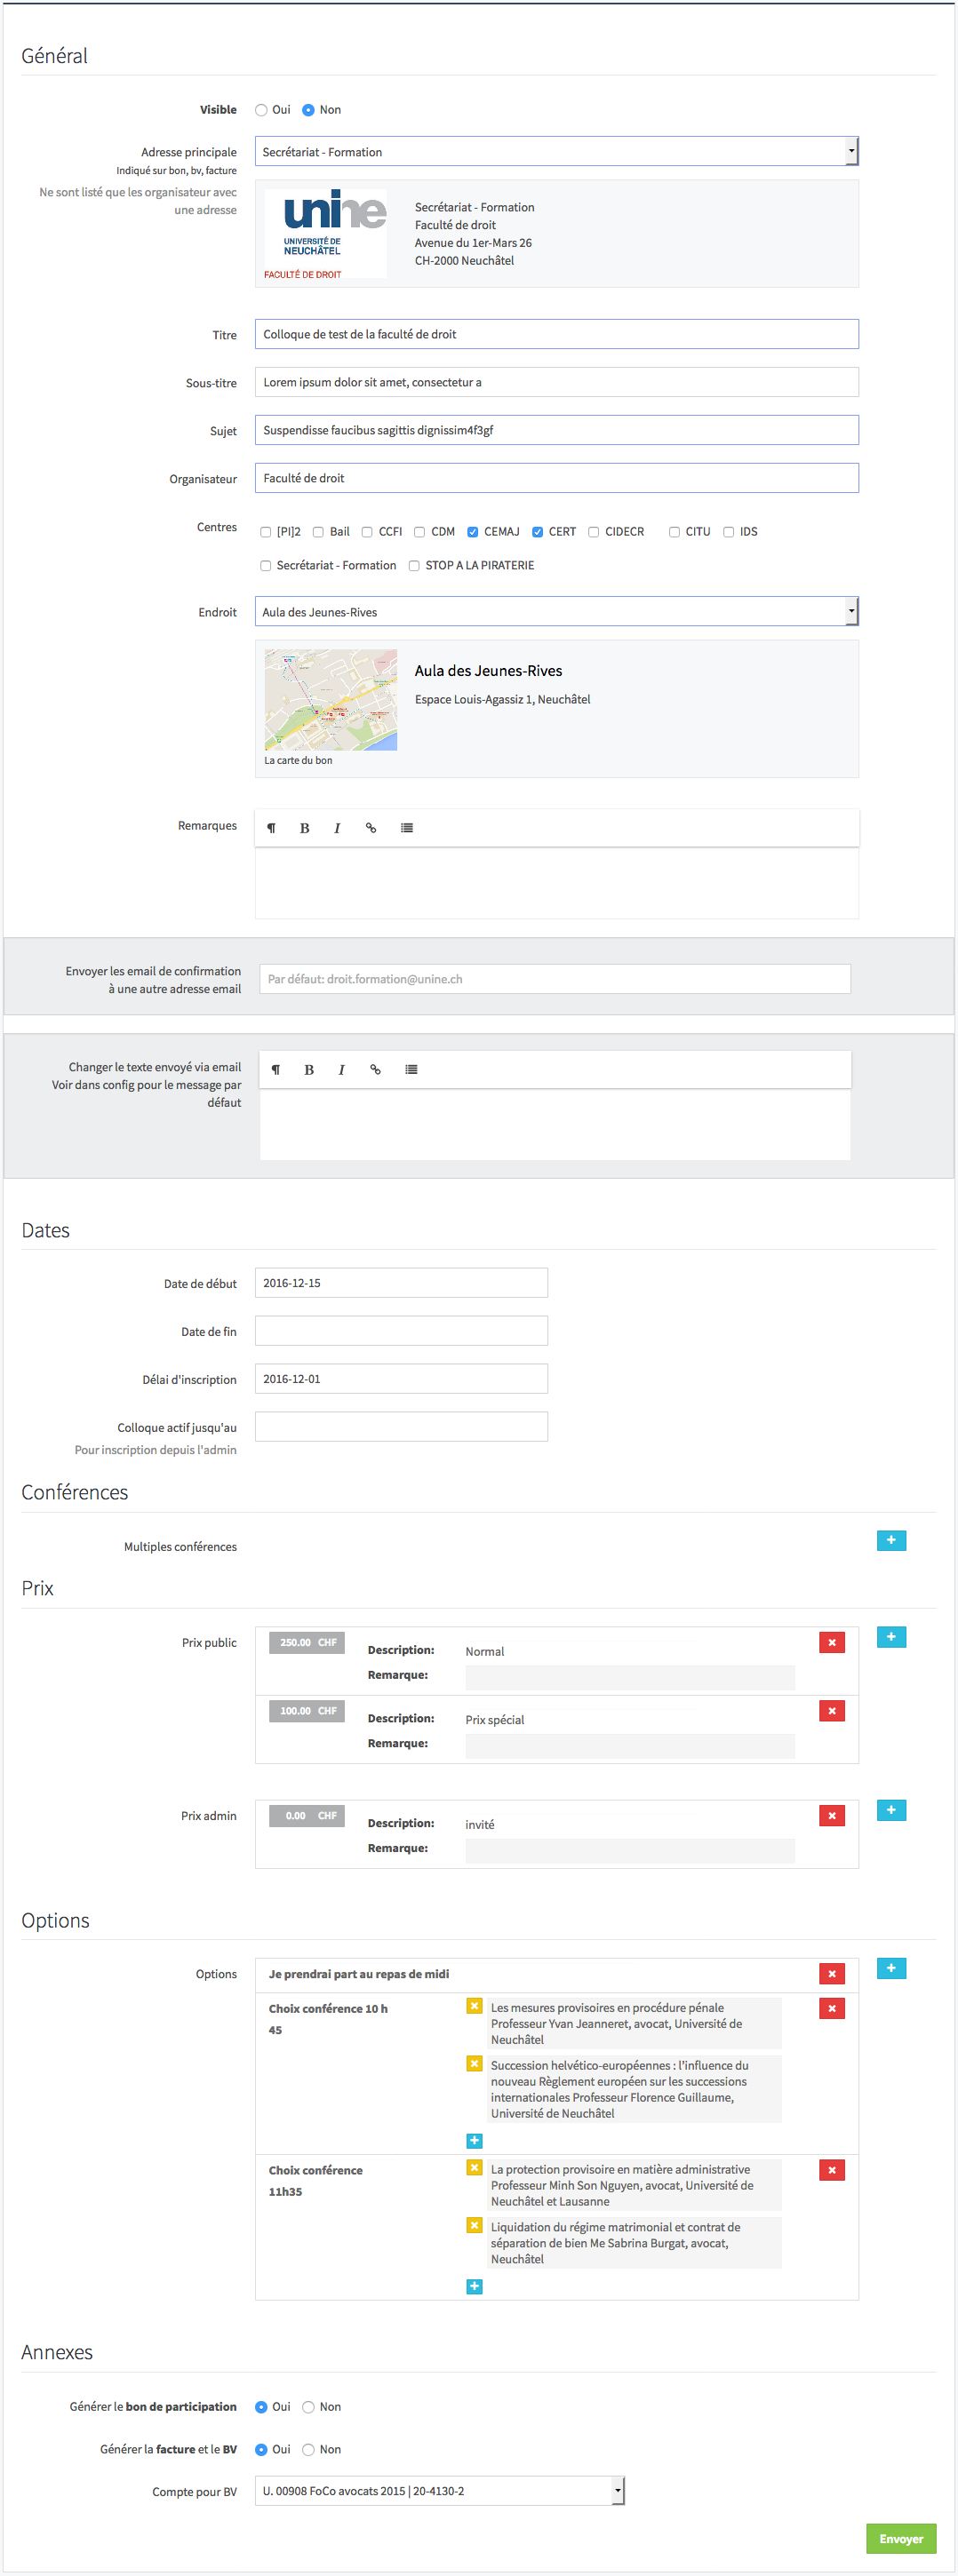 Général
Visible
Oui
Non
Adresse principale
Indiqué sur bon, bv, facture
Ne sont listé que les organisateur avec
une adresse
Secrétariat - Formation
unine
UNIVERSITÉ DE
NEUCHÂTEL
FACULTÉ DE DROIT
Secrétariat - Formation
Faculté de droit
Avenue du 1er-Mars 26
CH-2000 Neuchâtel
Titre
Colloque de test de la faculté de droit
Sous-titre
Lorem ipsum dolor sit amet, consectetur a
Sujet
Suspendisse faucibus sagittis dignissim4f3gf
Organisateur
Faculté de droit
Centres
[PI]2
Bail
CCFI
CDM
CEMAJ
CERT
CIDECR
CITU
IDS
Secrétariat - Formation
STOP A LA PIRATERIE
Endroit
Aula des Jeunes-Rives
Aula des Jeunes-Rives
Espace Louis-Agassiz 1, Neuchâtel
La carte du bon
Remarques
¶ B I
Envoyer les email de confirmation
à une autre adresse email
Par défaut: droit.formation@unine.ch
Changer le texte envoyé via email
Voir dans config pour le message par
défaut
¶ B I
Dates
Date de début
2016-12-15
Date de fin
Délai d'inscription
2016-12-01
Colloque actif jusqu'au
Pour inscription depuis l'admin
Conférences
Multiples conférences
Prix
Prix public
250.00 CHF
Description: Normal
Remarque:
100.00 CHF
Description: Prix spécial
Remarque:
Prix admin
0.00 CHF
Description: invité
Remarque:
Options
Options
Je prendrai part au repas de midi
Choix conférence 10 h
45
Les mesures provisoires en procédure pénale
Professeur Yvan Jeanneret, avocat, Université de
Neuchâtel
Succession helvético-européennes : l'influence du
nouveau Règlement européen sur les successions
internationales Professeur Florence Guillaume,
Université de Neuchâtel
Choix conférence
11h35
La protection provisoire en matière administrative
Professeur Minh Son Nguyen, avocat, Université de
Neuchâtel et Lausanne
Liquidation du régime matrimonial et contrat de
séparation de bien Me Sabrina Burgat, avocat,
Neuchâtel
Annexes
Générer le bon de participation
Oui
Non
Générer la facture et le BV
Oui
Non
Compte pour BV
U. 00908 FoCo avocats 2015 | 20-4130-2
Envoyer